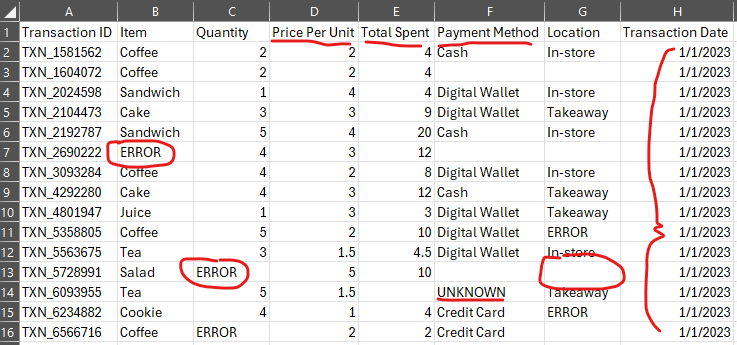 A B C D E F G H
1 Transaction ID Item Quantity Price Per Unit Total Spent Payment Method Location Transaction Date
2 TXN_1581562 Coffee 2 2 4 Cash In-store 1/1/2023
3 TXN_1604072 Coffee 2 2 4 1/1/2023
4 TXN_2024598 Sandwich 1 4 4 Digital Wallet In-store 1/1/2023
5 TXN_2104473 Cake 3 3 9 Digital Wallet Takeaway 1/1/2023
6 TXN_2192787 Sandwich 5 4 20 Cash In-store 1/1/2023
7 TXN_2690222 ERROR 4 3 12 1/1/2023
8 TXN_3093284 Coffee 4 2 8 Digital Wallet In-store 1/1/2023
9 TXN_4292280 Cake 4 3 12 Cash Takeaway 1/1/2023
10 TXN_4801947 Juice 1 3 3 Digital Wallet Takeaway 1/1/2023
11 TXN_5358805 Coffee 5 2 10 Digital Wallet ERROR 1/1/2023
12 TXN_5563675 Tea 3 1.5 4.5 Digital Wallet In-store 1/1/2023
13 TXN_5728991 Salad ERROR 5 10 1/1/2023
14 TXN_6093955 Tea 5 1.5 UNKNOWN Takeaway 1/1/2023
15 TXN_6234882 Cookie 4 1 4 Credit Card ERROR 1/1/2023
16 TXN_6566716 Coffee ERROR 2 2 Credit Card 1/1/2023